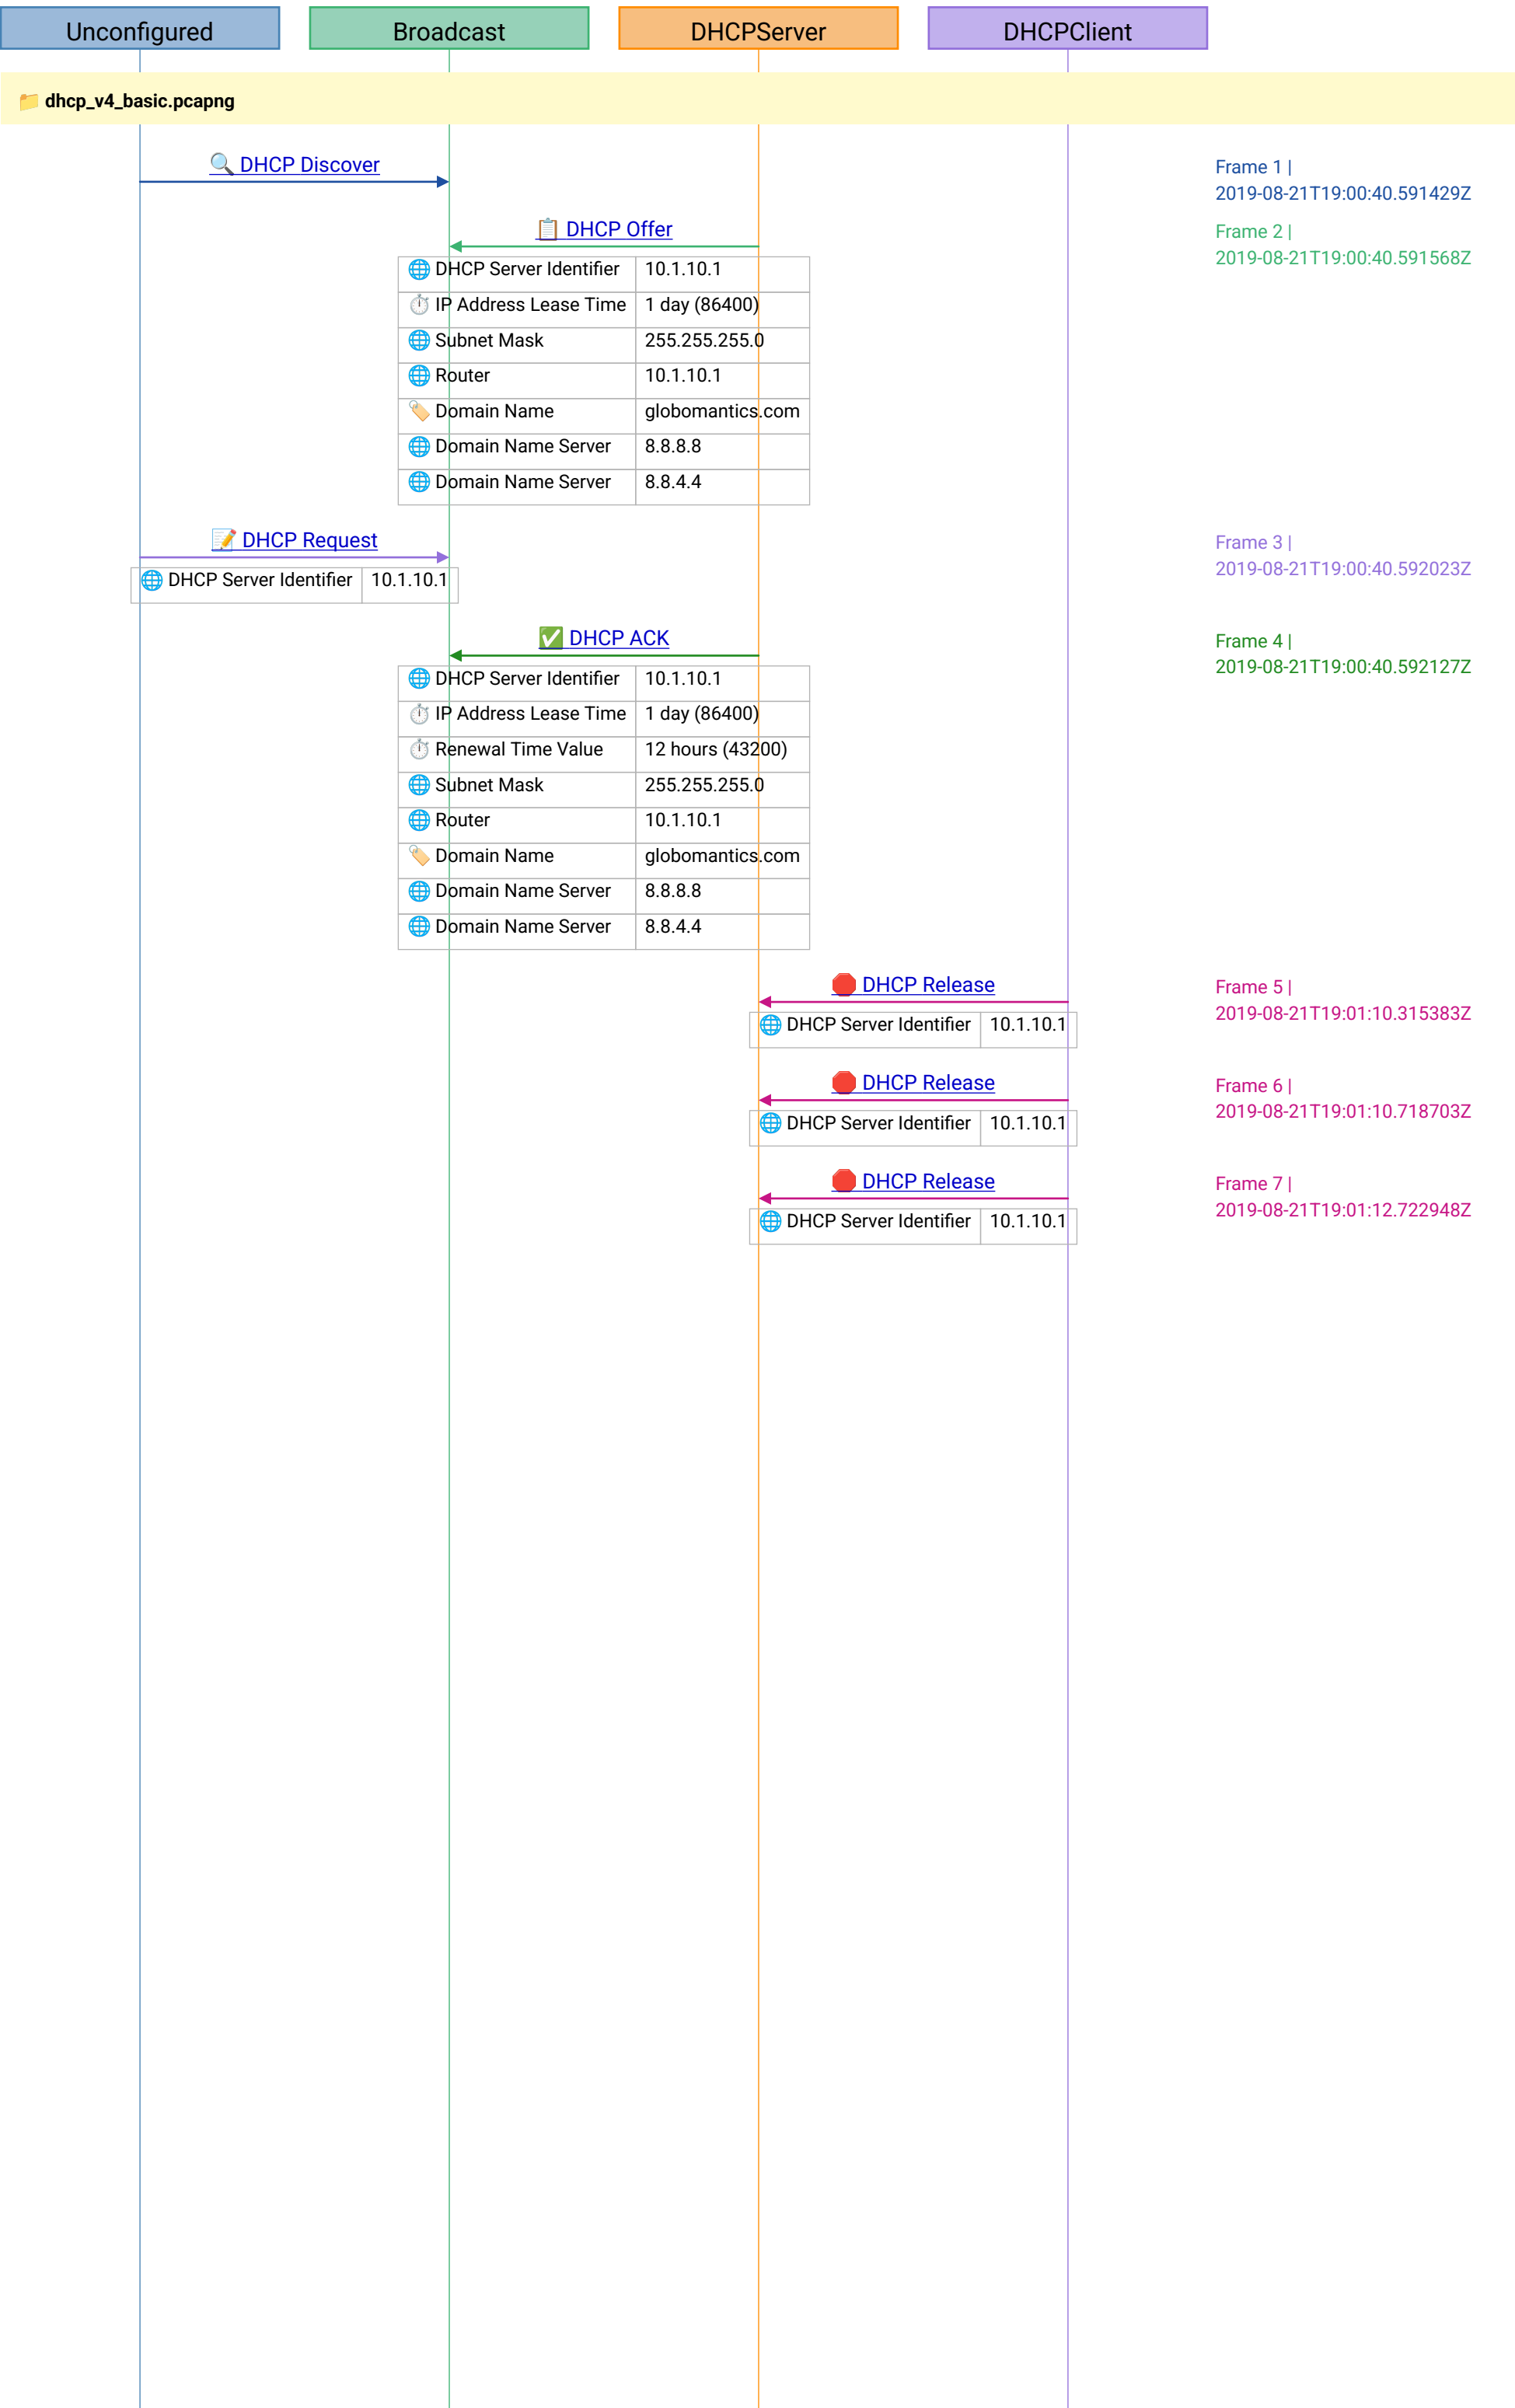 Unconfigured Broadcast DHCPServer DHCPClient
📁 dhcp_v4_basic.pcapng
🔍 DHCP Discover
Frame 1 |
2019-08-21T19:00:40.591429Z
📋 DHCP Offer
Frame 2 |
2019-08-21T19:00:40.591568Z
🌐 DHCP Server Identifier 10.1.10.1
⏱️ IP Address Lease Time 1 day (86400)
🌐 Subnet Mask 255.255.255.0
🌐 Router 10.1.10.1
🏷️ Domain Name globomantics.com
🌐 Domain Name Server 8.8.8.8
🌐 Domain Name Server 8.8.4.4
📝 DHCP Request
Frame 3 |
2019-08-21T19:00:40.592023Z
🌐 DHCP Server Identifier 10.1.10.1
✅ DHCP ACK
Frame 4 |
2019-08-21T19:00:40.592127Z
🌐 DHCP Server Identifier 10.1.10.1
⏱️ IP Address Lease Time 1 day (86400)
⏱️ Renewal Time Value 12 hours (43200)
🌐 Subnet Mask 255.255.255.0
🌐 Router 10.1.10.1
🏷️ Domain Name globomantics.com
🌐 Domain Name Server 8.8.8.8
🌐 Domain Name Server 8.8.4.4
🛑 DHCP Release
Frame 5 |
2019-08-21T19:01:10.315383Z
🌐 DHCP Server Identifier 10.1.10.1
🛑 DHCP Release
Frame 6 |
2019-08-21T19:01:10.718703Z
🌐 DHCP Server Identifier 10.1.10.1
🛑 DHCP Release
Frame 7 |
2019-08-21T19:01:12.722948Z
🌐 DHCP Server Identifier 10.1.10.1